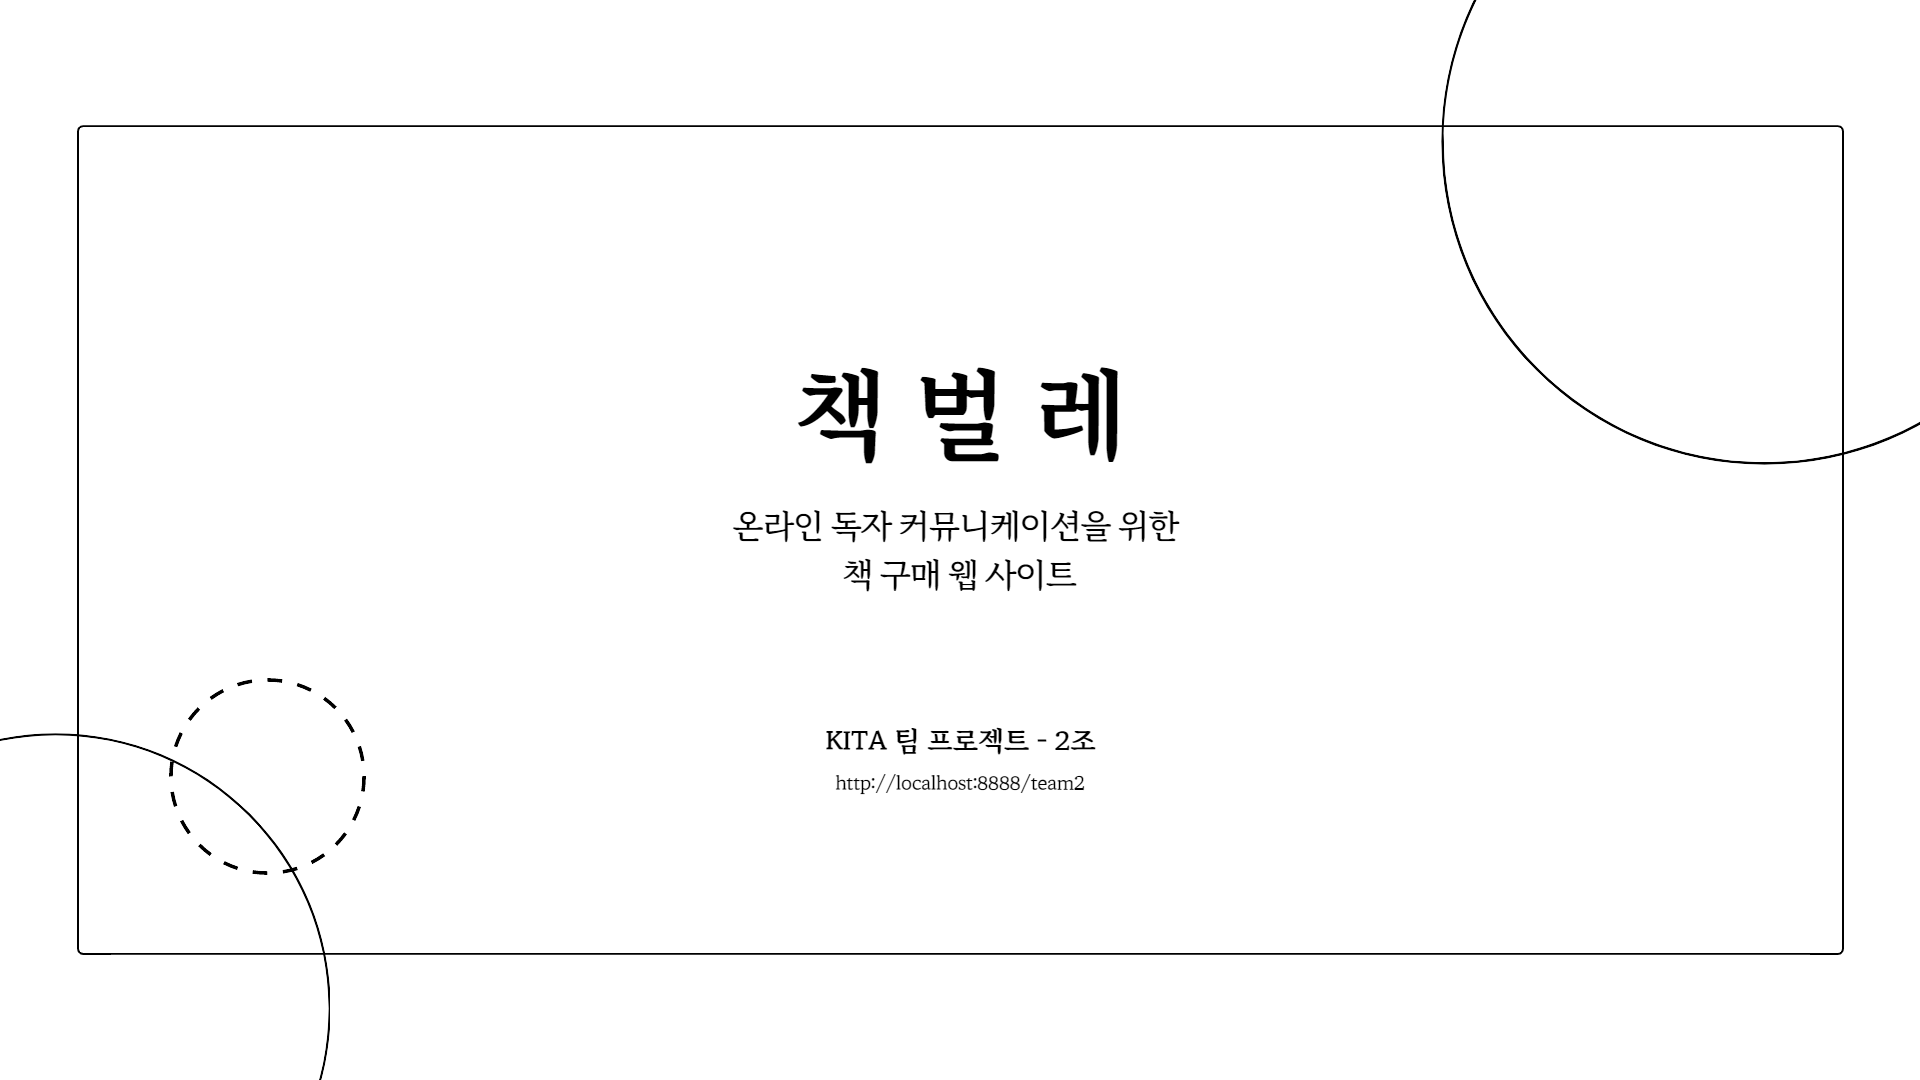 책 벌 레
온라인 독자 커뮤니케이션을 위한
책 구매 웹 사이트
KITA 팀 프로젝트 - 2조
http://localhost:8888/team2